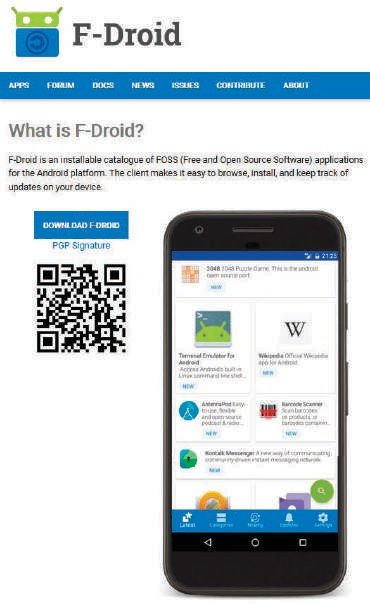 F-Droid
APPS FORUM DOCS NEWS ISSUES CONTRIBUTE ABOUT
What is F-Droid?
F-Droid is an installable catalogue of FOSS (Free and Open Source Software) applications
for the Android platform. The client makes it easy to browse, install, and keep track of
updates on your device.
DOWNLOAD F-DROID
PGP Signature
21:25
2048 2048 Puzzle Game. This is the android
open source port.
NEW
Terminal Emulator for
Android
Access Android's built-in
Linux command line shell...
NEW
Wikipedia Official Wikipedia
app for Android
NEW
AntennaPod Easy-
to-use, flexible
and open-source
podcast &
NEW
Barcode Scanner
Scan barcodes
on products, or
barcodes containin...
NEW
Kontalk Messenger A new way of communicating:
community-driven instant messaging network.
NEW
Latest Categories Nearby Updates Settings